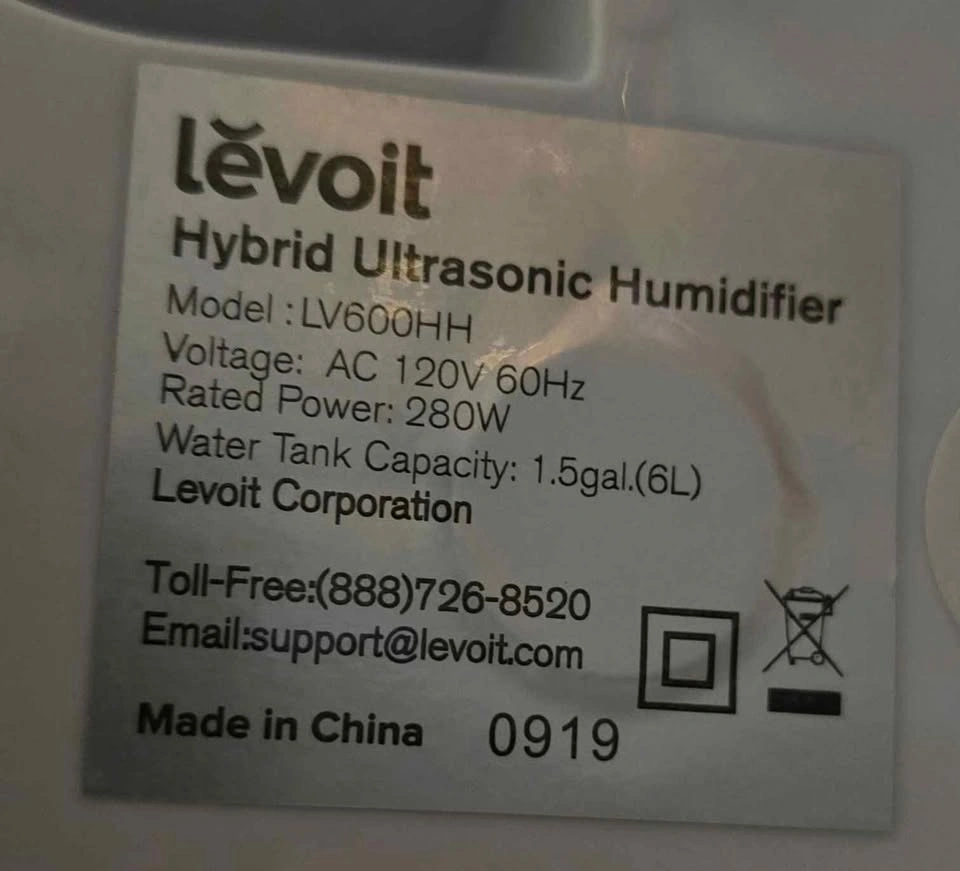 lĕvoit
Hybrid Ultrasonic Humidifier
Model : LV600HH
Voltage: AC 120V 60Hz
Rated Power: 280W
Water Tank Capacity: 1.5gal.(6L)
Levoit Corporation
Toll-Free:(888)726-8520
Email:support@levoit.com
Made in China 0919